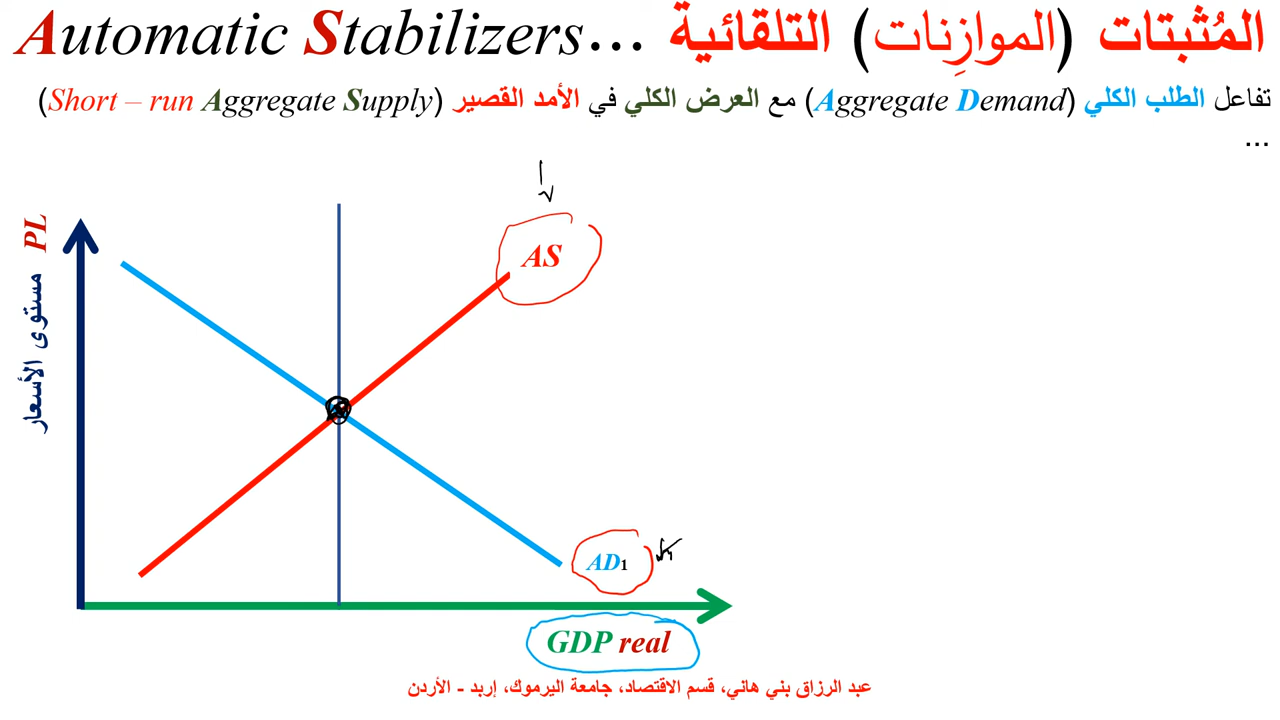 المُثبتات (الموازِنات) التلقائية ...Automatic Stabilizers
تفاعل الطلب الكلي (Aggregate Demand) مع العرض الكلي في الأمد القصير (Short – run Aggregate Supply)
...
مستوى الأسعار PL
AS
AD1
GDP real
عبد الرزاق بني هاني، قسم الاقتصاد، جامعة اليرموك، إربد - الأردن